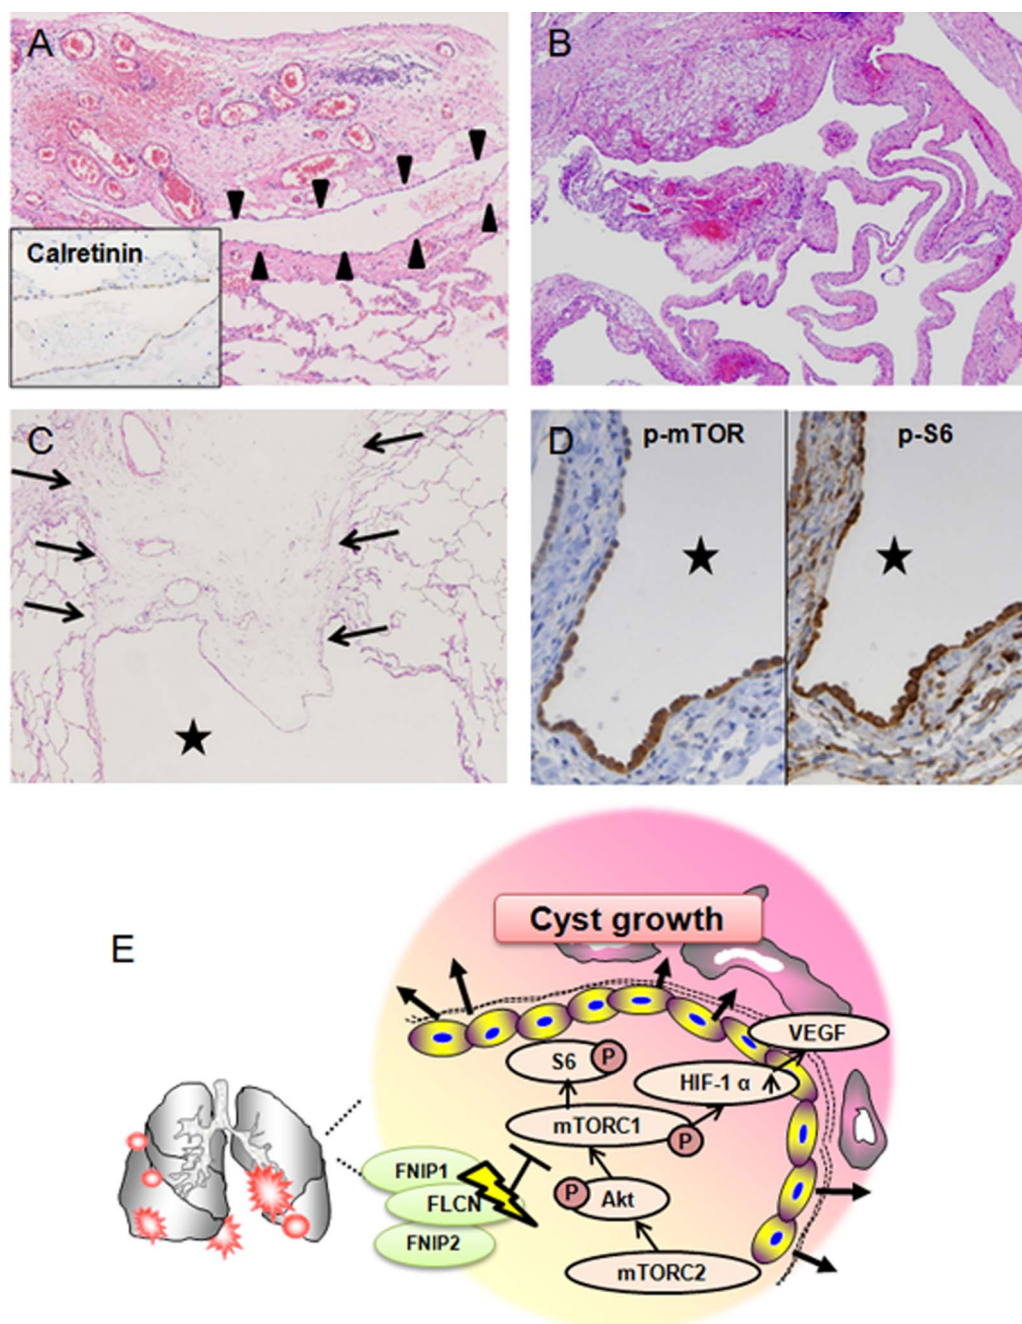 A
B
Calretinin
C
D
p-mTOR
p-S6
E
Cyst growth
VEGF
S6
P
HIF-1 α
mTORC1
P
FNIP1
FLCN
P
Akt
FNIP2
mTORC2